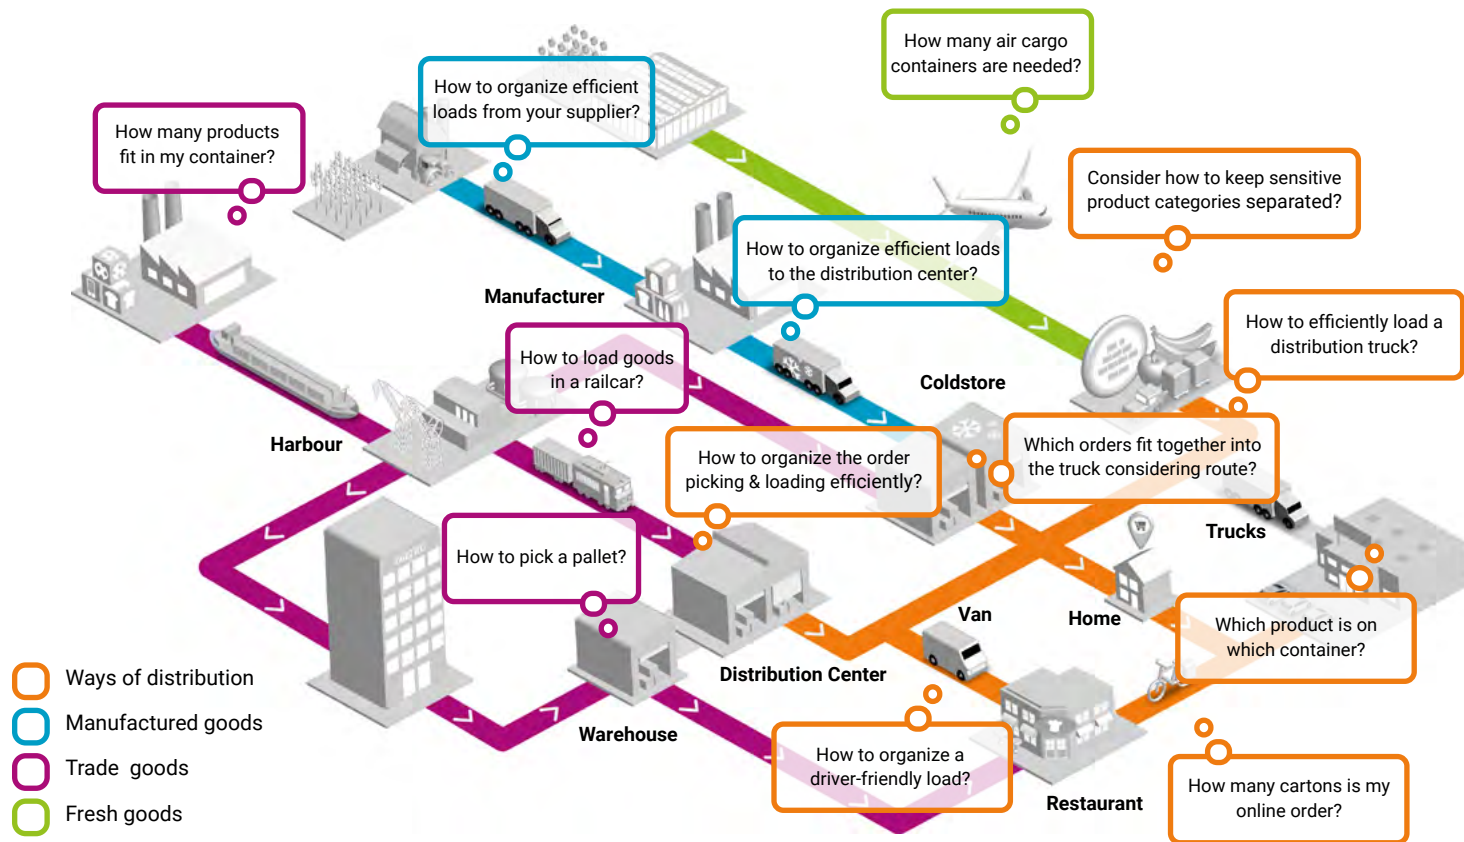 How many air cargo
containers are needed?
How to organize efficient
loads from your supplier?
How many products
fit in my container?
Consider how to keep sensitive
product categories separated?
How to organize efficient loads
to the distribution center?
Manufacturer
How to efficiently load a
distribution truck?
How to load goods
in a railcar?
Coldstore
Harbour
Which orders fit together into
the truck considering route?
How to organize the order
picking & loading efficiently?
Trucks
How to pick a pallet?
Van
Home
Which product is on
which container?
Distribution Center
Ways of distribution
Manufactured goods
Warehouse
How to organize a
driver-friendly load?
Trade goods
How many cartons is my
online order?
Restaurant
Fresh goods